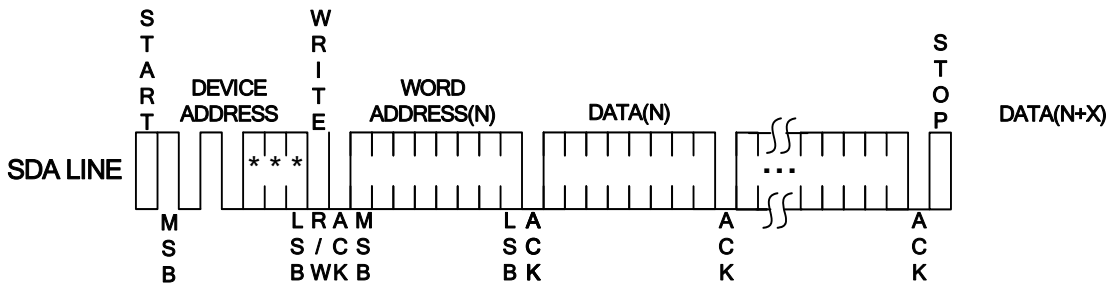 START
WRITE
STOP
DEVICE
ADDRESS
WORD
ADDRESS(N)
DATA(N)
DATA(N+X)
SDA LINE
* * *
...
MSB
LSB
R/W
ACK
MSB
LSB
ACK
ACK
ACK